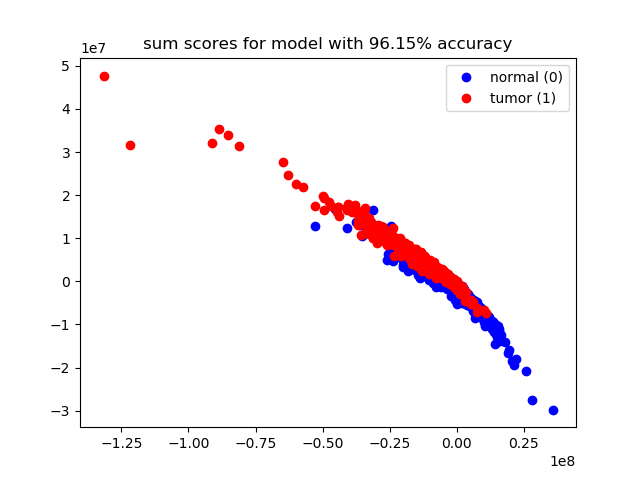 sum scores for model with 96.15% accuracy
1e7
normal (0)
tumor (1)
5
4
3
2
1
0
−1
−2
−3
−1.25 −1.00 −0.75 −0.50 −0.25 0.00 0.25
1e8